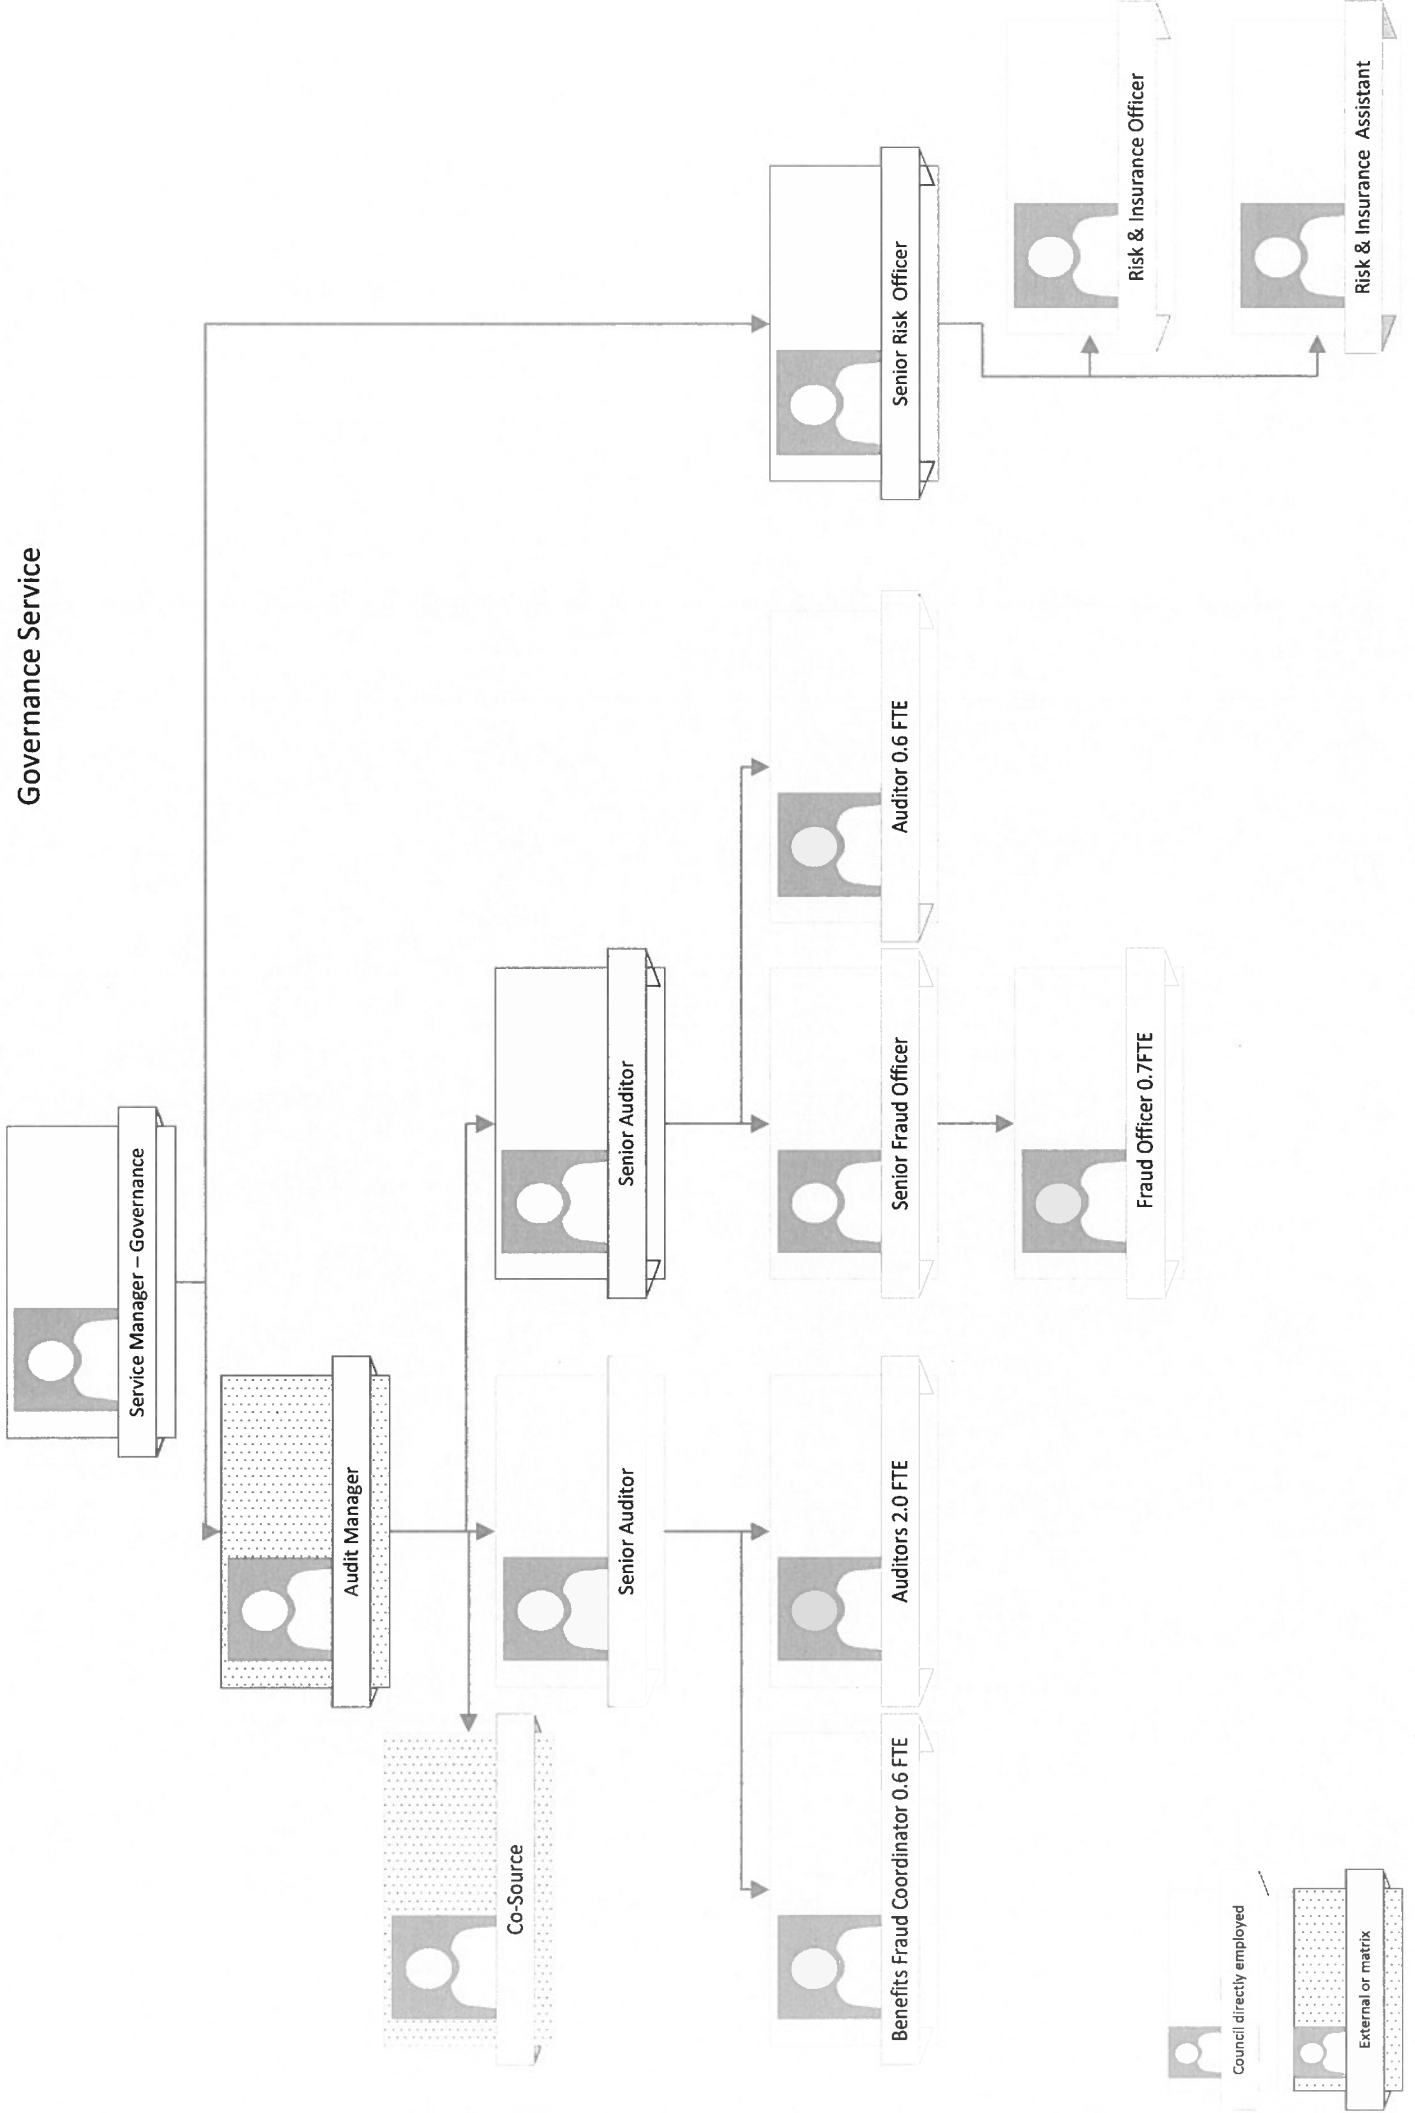 Governance Service
Service Manager – Governance
Audit Manager
Co-Source
Senior Auditor
Senior Auditor
Senior Risk Officer
Benefits Fraud Coordinator 0.6 FTE
Auditors 2.0 FTE
Senior Fraud Officer
Auditor 0.6 FTE
Fraud Officer 0.7FTE
Risk & Insurance Officer
Risk & Insurance Assistant
Council directly employed
External or matrix